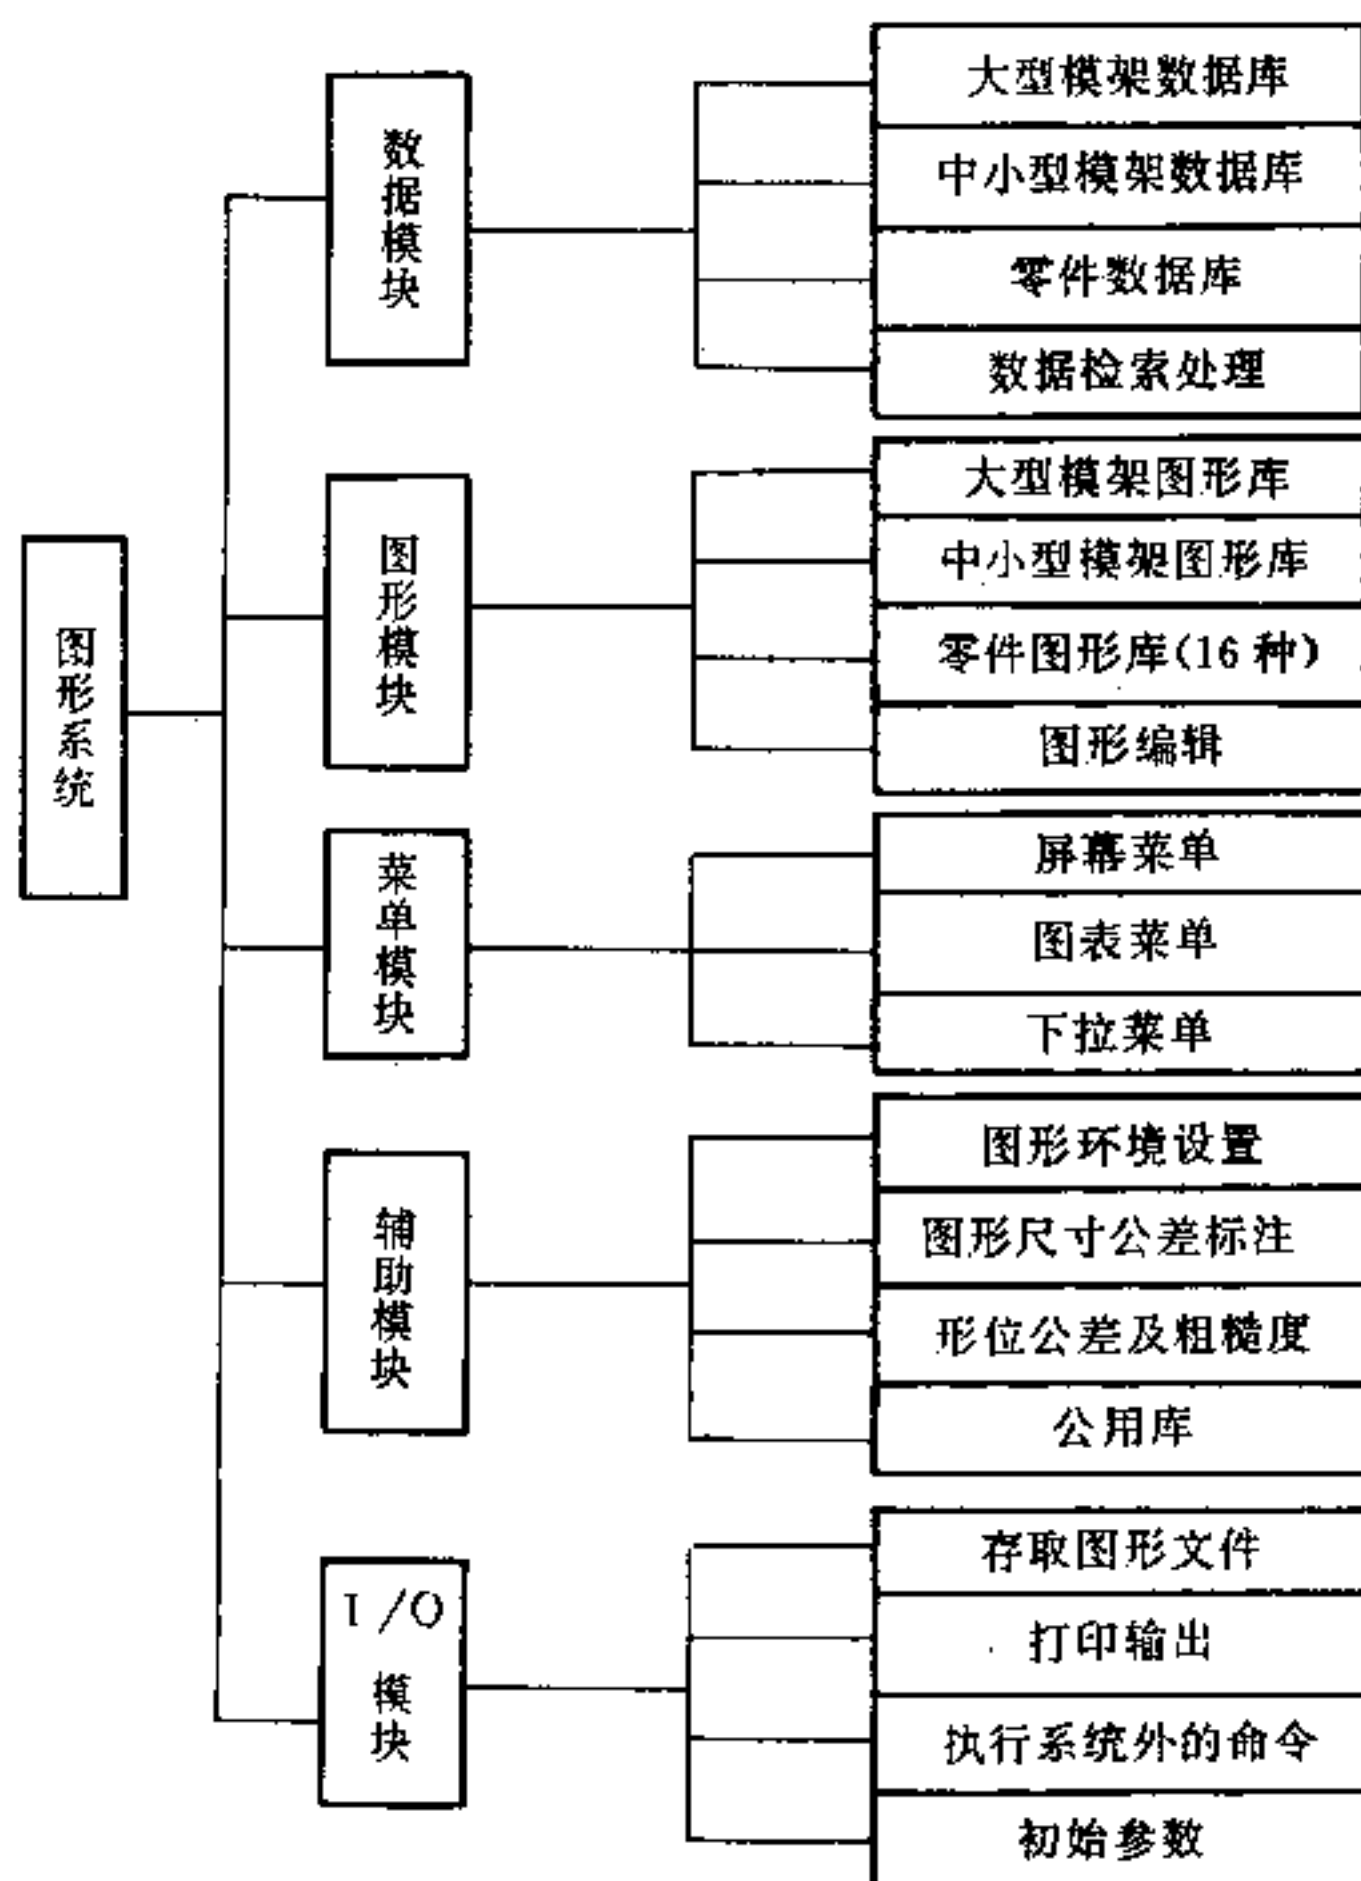 图形系统
数据模块
大型模架数据库
中小型模架数据库
零件数据库
数据检索处理
图形模块
大型模架图形库
中小型模架图形库
零件图形库(16 种)
图形编辑
菜单模块
屏幕菜单
图表菜单
下拉菜单
辅助模块
图形环境设置
图形尺寸公差标注
形位公差及粗糙度
公用库
I/O
模块
存取图形文件
打印输出
执行系统外的命令
初始参数